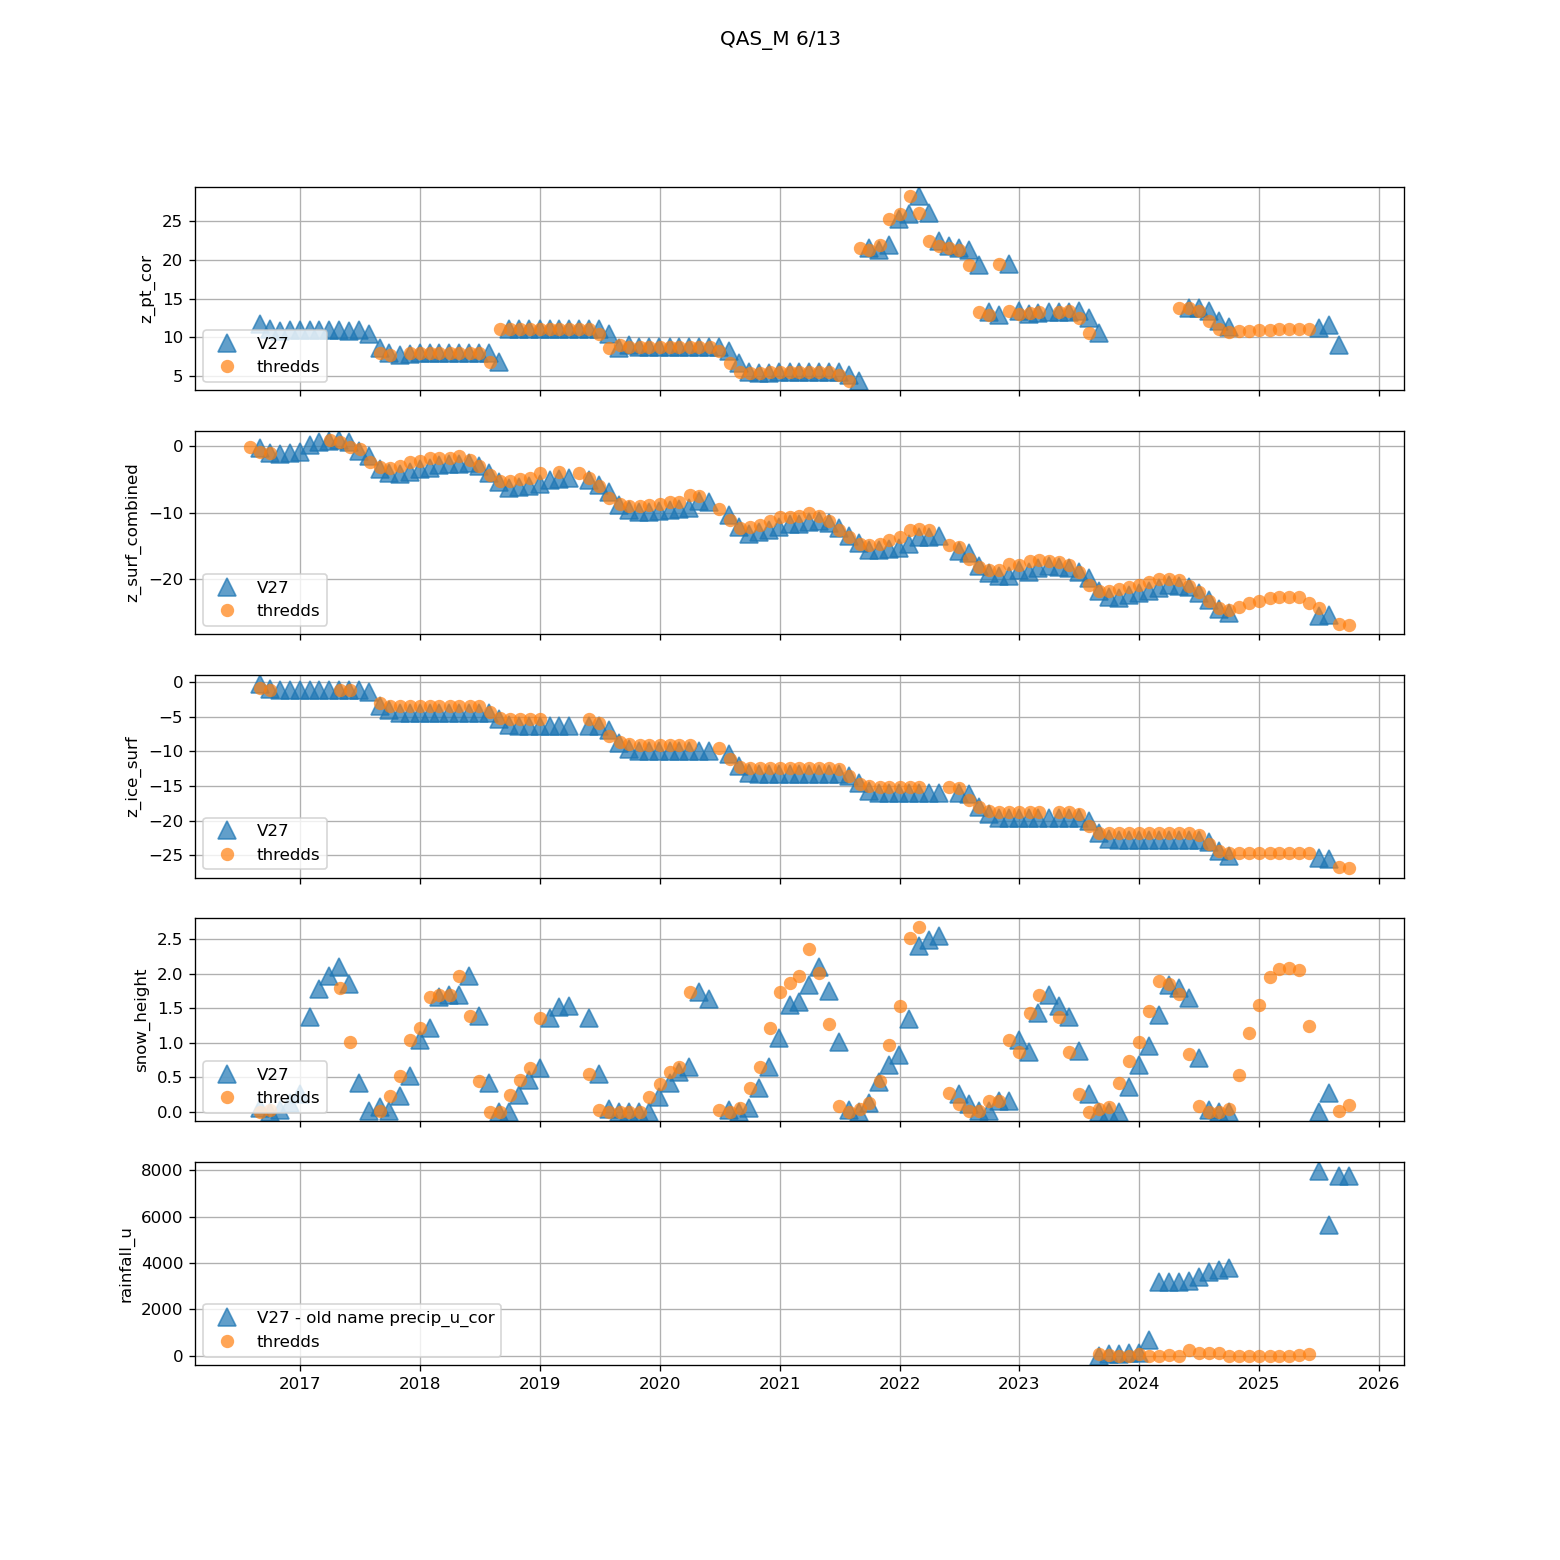 QAS_M 6/13
z_pt_cor
25
20
15
10
5
V27
thredds
z_surf_combined
0
−10
−20
V27
thredds
z_ice_surf
0
−5
−10
−15
−20
−25
V27
thredds
snow_height
2.5
2.0
1.5
1.0
0.5
0.0
V27
thredds
rainfall_u
8000
6000
4000
2000
0
V27 - old name precip_u_cor
thredds
2017 2018 2019 2020 2021 2022 2023 2024 2025 2026